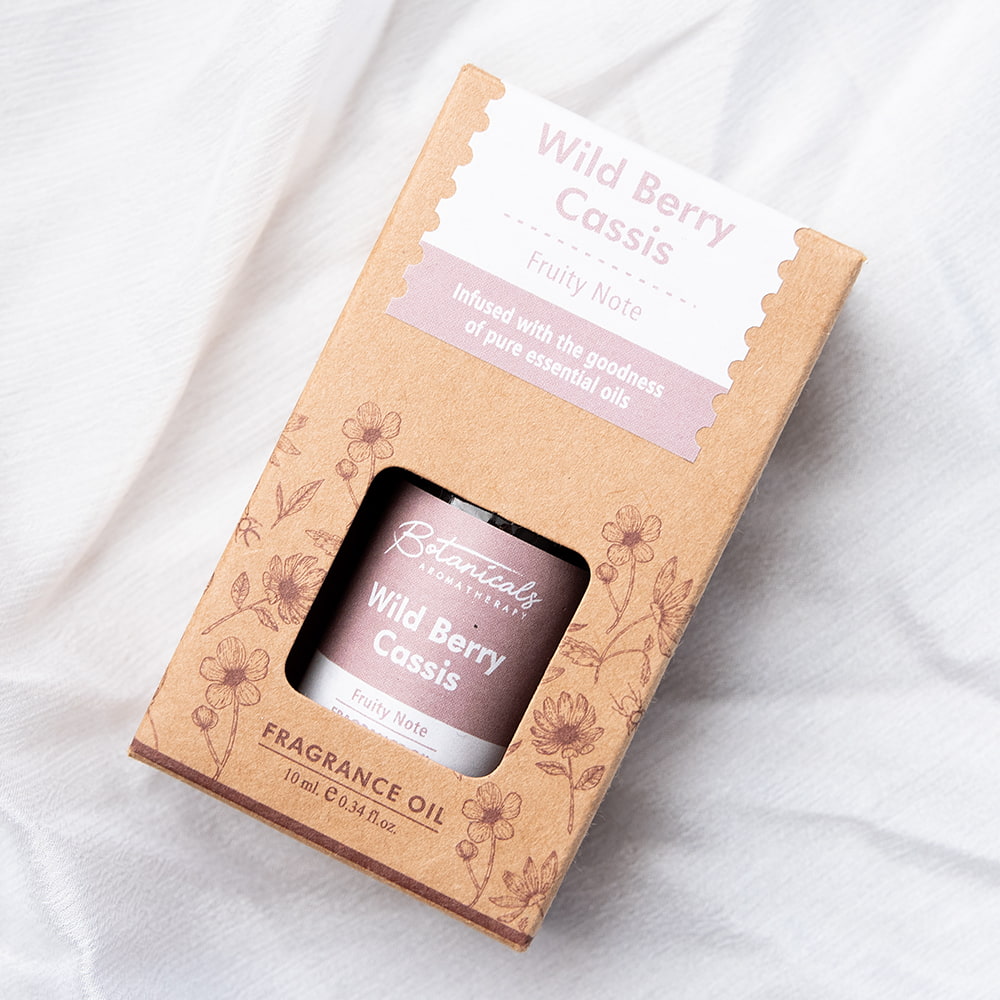 Wild Berry
Cassis
Fruity Note
Infused with the goodness
of pure essential oils
Botanicals
AROMATHERAPY
Wild Berry
Cassis
Fruity Note
FRAGRANCE OIL
10 ml. e 0.34 fl.oz.